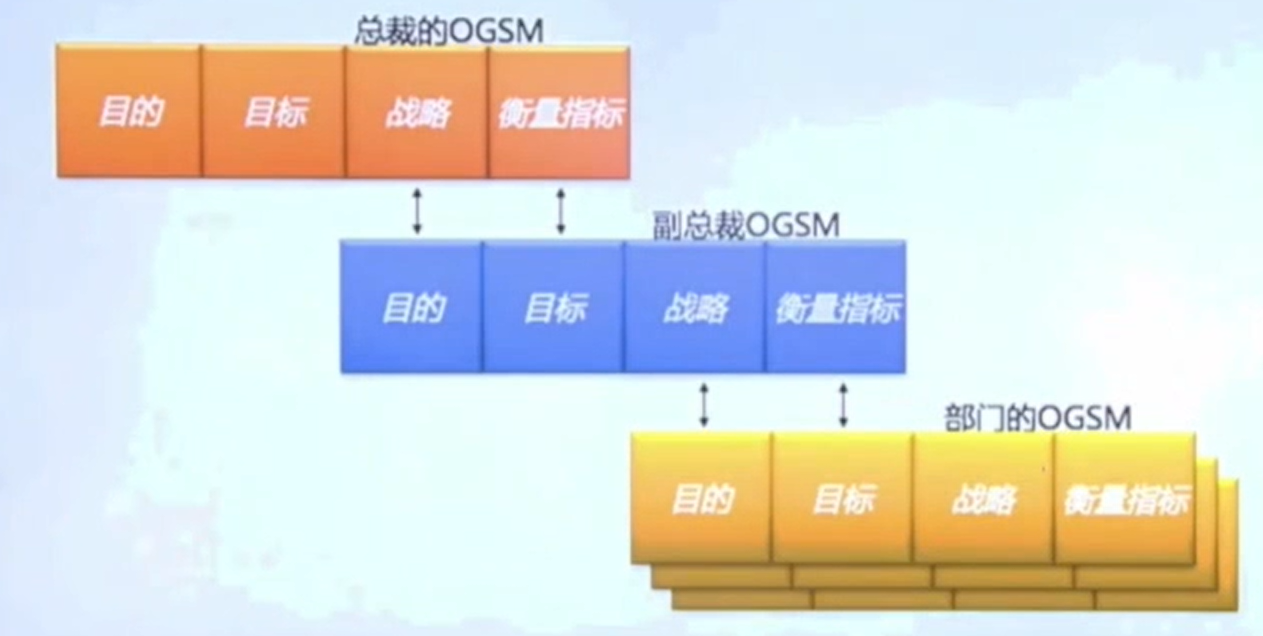 总裁的OGSM
目的 目标 战略 衡量指标
副总裁OGSM
目的 目标 战略 衡量指标
部门的OGSM
目的 目标 战略 衡量指标